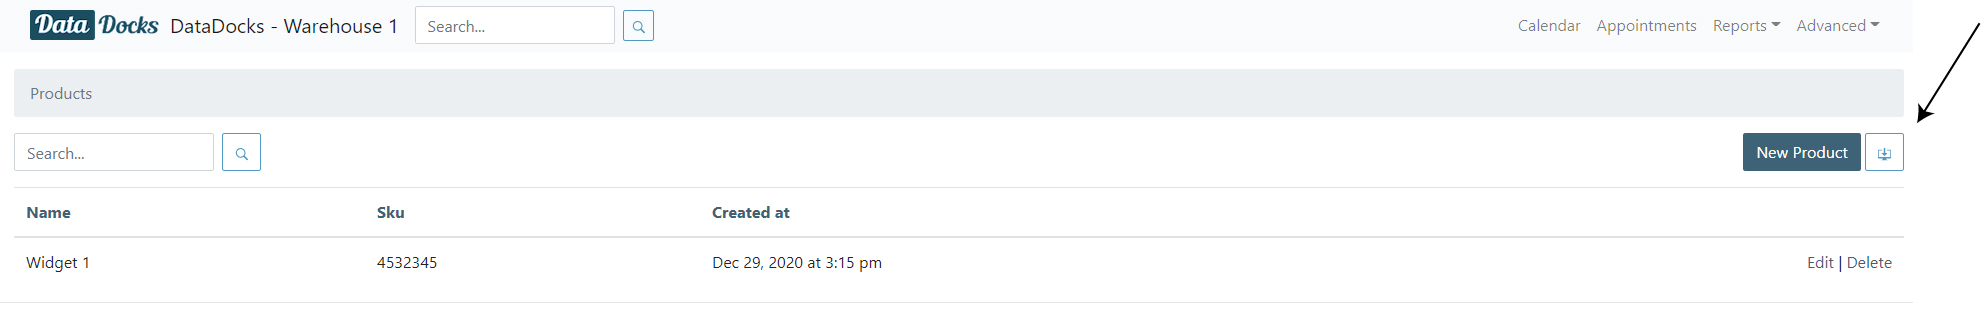 Data Docks DataDocks - Warehouse 1 Search... Calendar Appointments Reports Advanced
Products
Search... New Product
Name Sku Created at
Widget 1 4532345 Dec 29, 2020 at 3:15 pm Edit | Delete